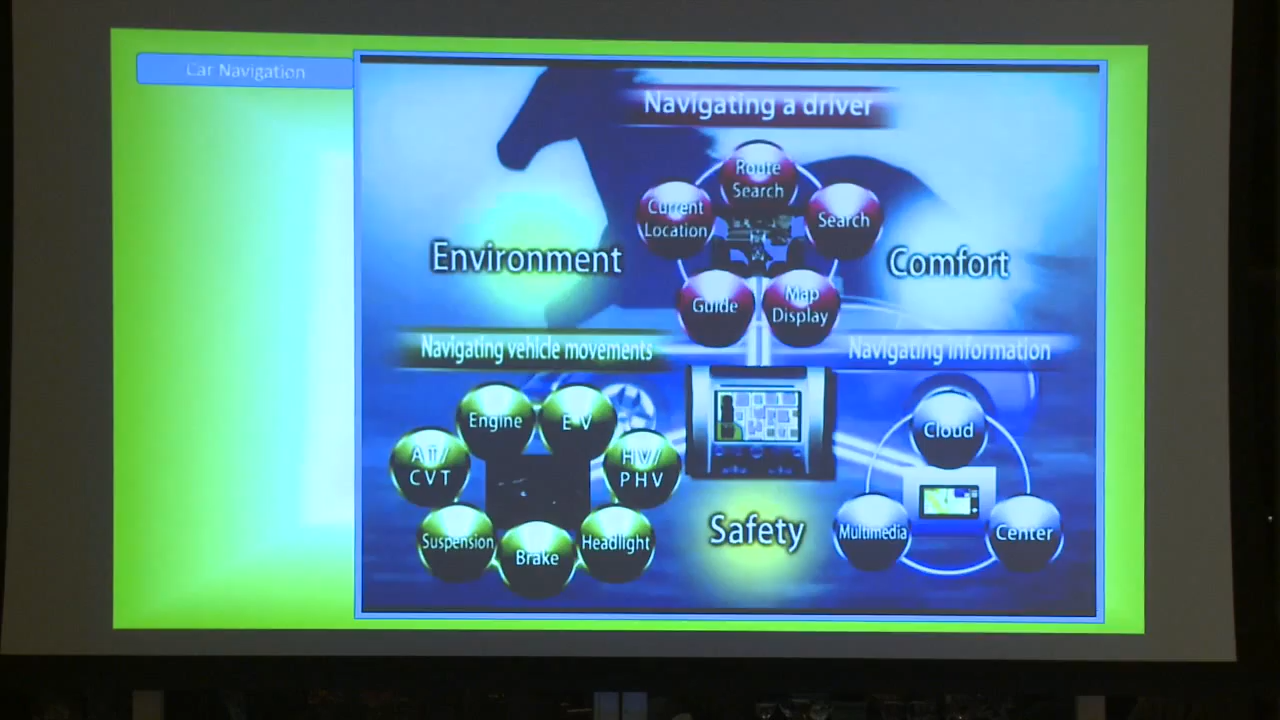 Car Navigation
Navigating a driver
Route
Search
Current
Location
Search
Guide
Map
Display
Environment
Comfort
Navigating vehicle movements
Engine
E V
AT/
CVT
HV/
PHV
Suspension
Brake
Headlight
Safety
Navigating information
Cloud
Multimedia
Center